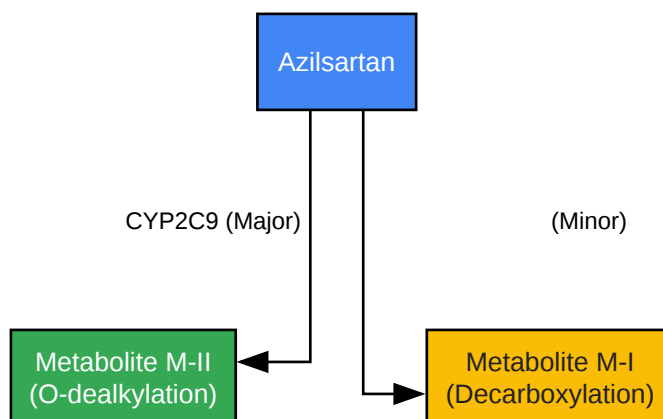 Azilsartan
CYP2C9 (Major)
(Minor)
Metabolite M-II
(O-dealkylation)
Metabolite M-I
(Decarboxylation)